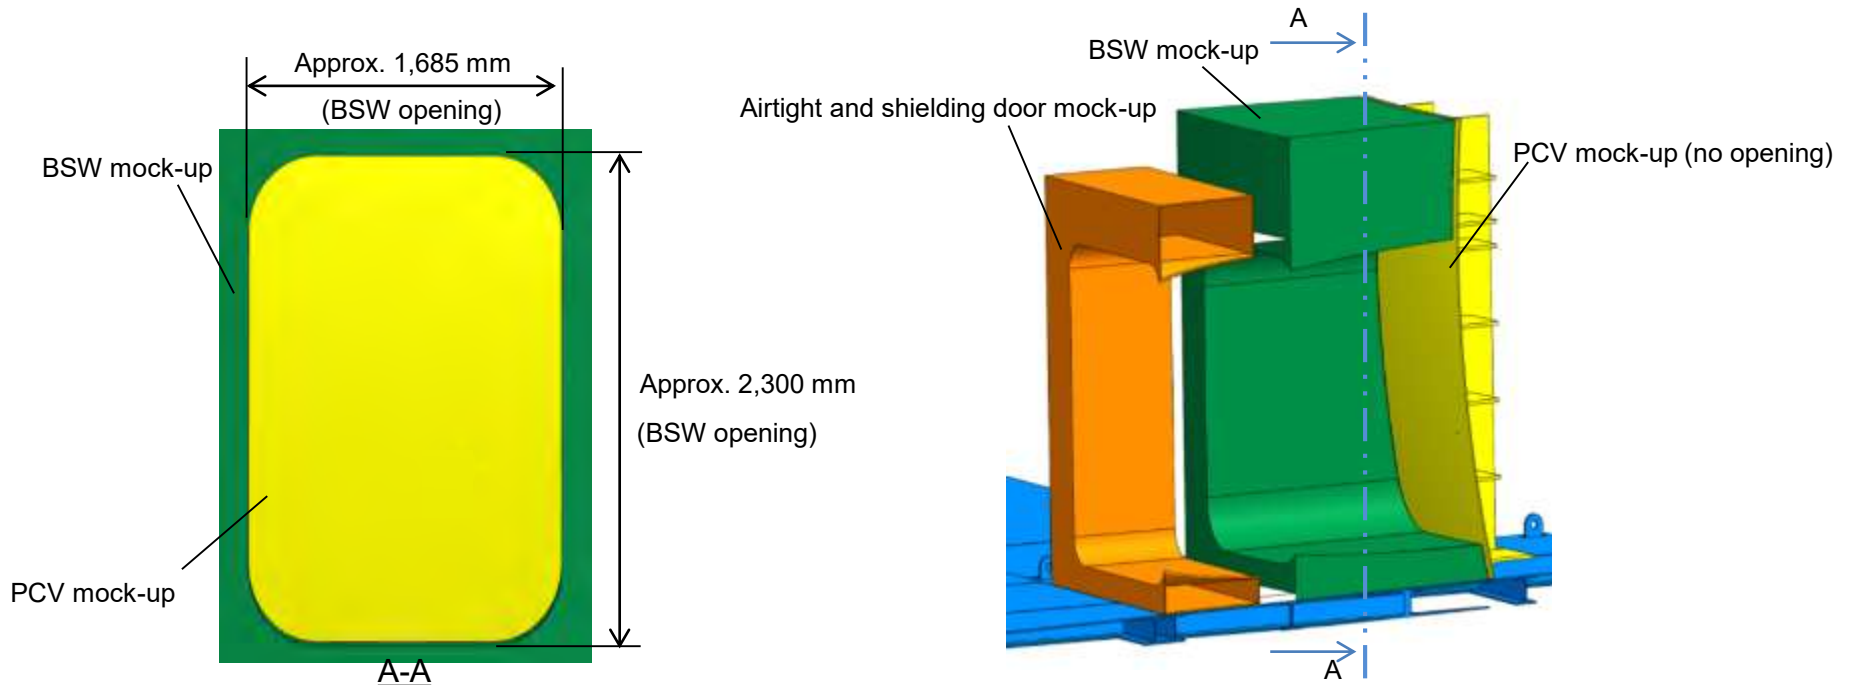 Approx. 1,685 mm
(BSW opening)
BSW mock-up
Approx. 2,300 mm
(BSW opening)
PCV mock-up
A-A
A
BSW mock-up
Airtight and shielding door mock-up
PCV mock-up (no opening)
A